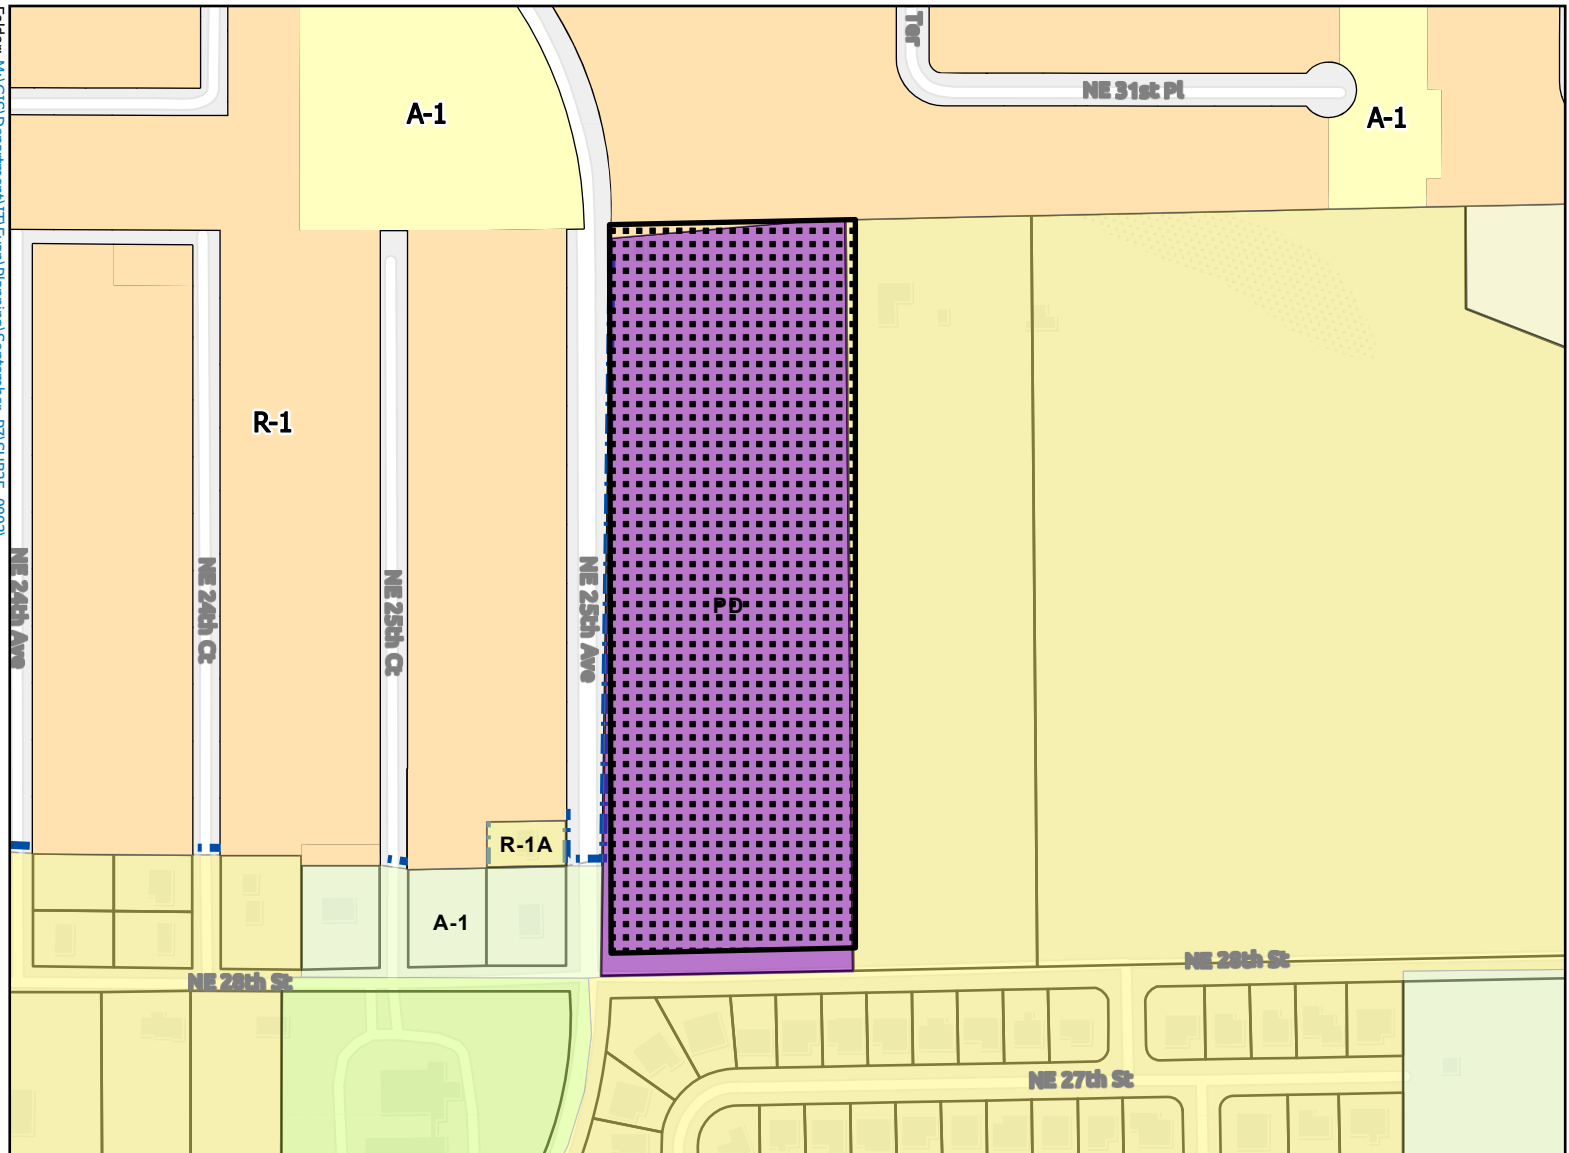 Ter
NE 31st Pl
A-1
A-1
R-1
NE 24th Ave
NE 24th Ct
NE 25th Ct
NE 25th Ave
PD
R-1A
A-1
NE 28th St
NE 28th St
NE 27th St